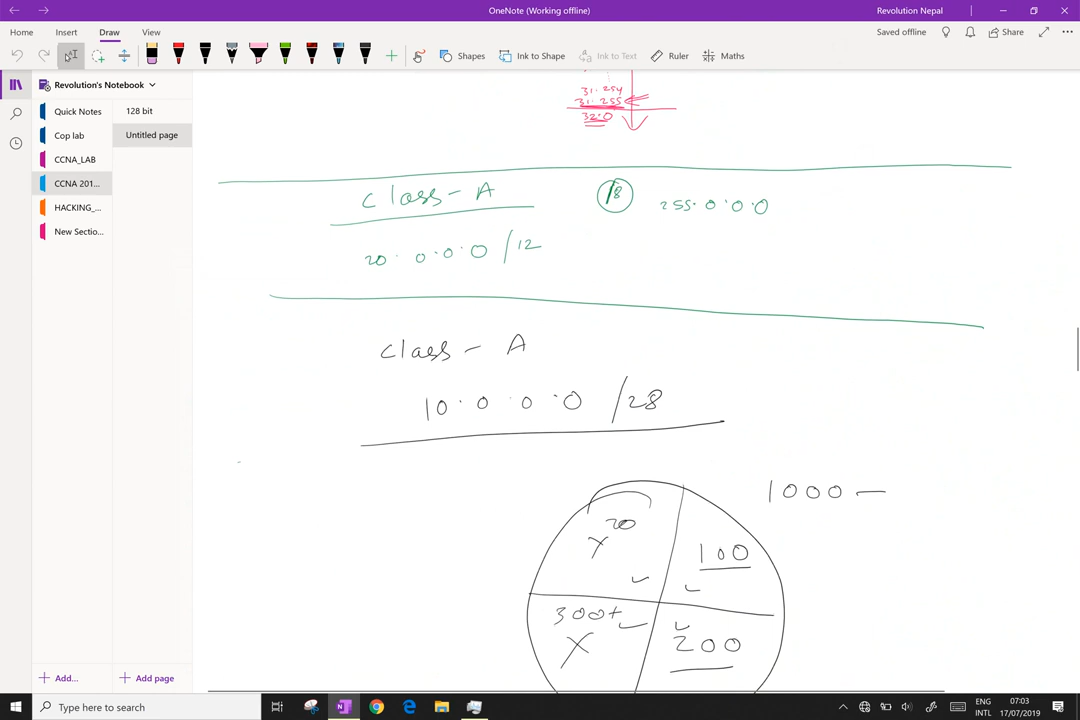 OneNote (Working offline)
Revolution Nepal
Home
Insert
Draw
View
Saved offline
Share
Shapes
Ink to Shape
Ink to Text
Ruler
Maths
Revolution's Notebook
Quick Notes
Cop lab
CCNA_LAB
CCNA 201...
HACKING_...
New Sectio...
128 bit
Untitled page
31.254
31.255
32.0
class - A
/8
255.0.0.0
20.0.0.0 /12
class - A
10.0.0.0 /28
1000 —
20
X
100
300+
X
200
Add...
Add page
Type here to search
ENG
INTL
07:03
17/07/2019